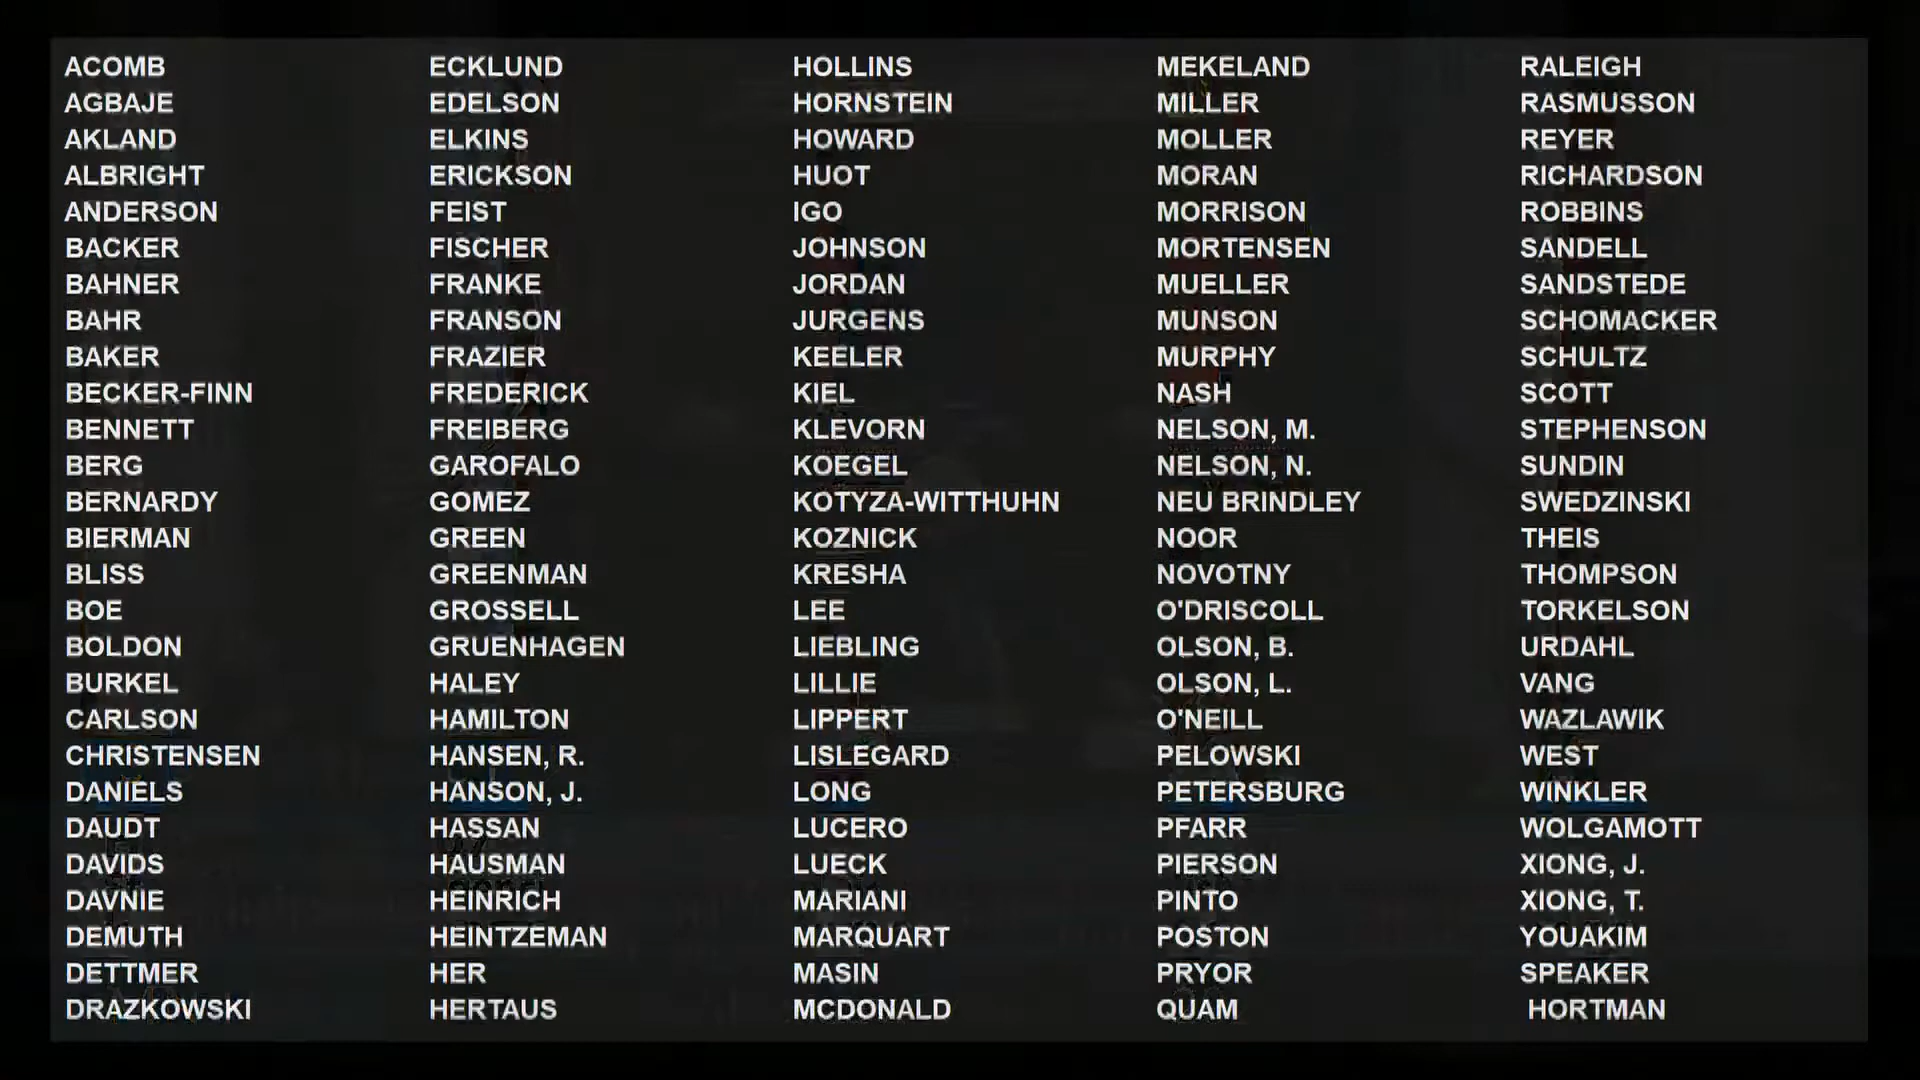 ACOMB
AGBAJE
AKLAND
ALBRIGHT
ANDERSON
BACKER
BAHNER
BAHR
BAKER
BECKER-FINN
BENNETT
BERG
BERNARDY
BIERMAN
BLISS
BOE
BOLDON
BURKEL
CARLSON
CHRISTENSEN
DANIELS
DAUDT
DAVIDS
DAVNIE
DEMUTH
DETTMER
DRAZKOWSKI
ECKLUND
EDELSON
ELKINS
ERICKSON
FEIST
FISCHER
FRANKE
FRANSON
FRAZIER
FREDERICK
FREIBERG
GAROFALO
GOMEZ
GREEN
GREENMAN
GROSSELL
GRUENHAGEN
HALEY
HAMILTON
HANSEN, R.
HANSON, J.
HASSAN
HAUSMAN
HEINRICH
HEINTZEMAN
HER
HERTAUS
HOLLINS
HORNSTEIN
HOWARD
HUOT
IGO
JOHNSON
JORDAN
JURGENS
KEELER
KIEL
KLEVORN
KOEGEL
KOTYZA-WITTHUHN
KOZNICK
KRESHA
LEE
LIEBLING
LILLIE
LIPPERT
LISLEGARD
LONG
LUCERO
LUECK
MARIANI
MARQUART
MASIN
MCDONALD
MEKELAND
MILLER
MOLLER
MORAN
MORRISON
MORTENSEN
MUELLER
MUNSON
MURPHY
NASH
NELSON, M.
NELSON, N.
NEU BRINDLEY
NOOR
NOVOTNY
O'DRISCOLL
OLSON, B.
OLSON, L.
O'NEILL
PELOWSKI
PETERSBURG
PFARR
PIERSON
PINTO
POSTON
PRYOR
QUAM
RALEIGH
RASMUSSON
REYER
RICHARDSON
ROBBINS
SANDELL
SANDSTEDE
SCHOMACKER
SCHULTZ
SCOTT
STEPHENSON
SUNDIN
SWEDZINSKI
THEIS
THOMPSON
TORKELSON
URDAHL
VANG
WAZLAWIK
WEST
WINKLER
WOLGAMOTT
XIONG, J.
XIONG, T.
YOUAKIM
SPEAKER
HORTMAN